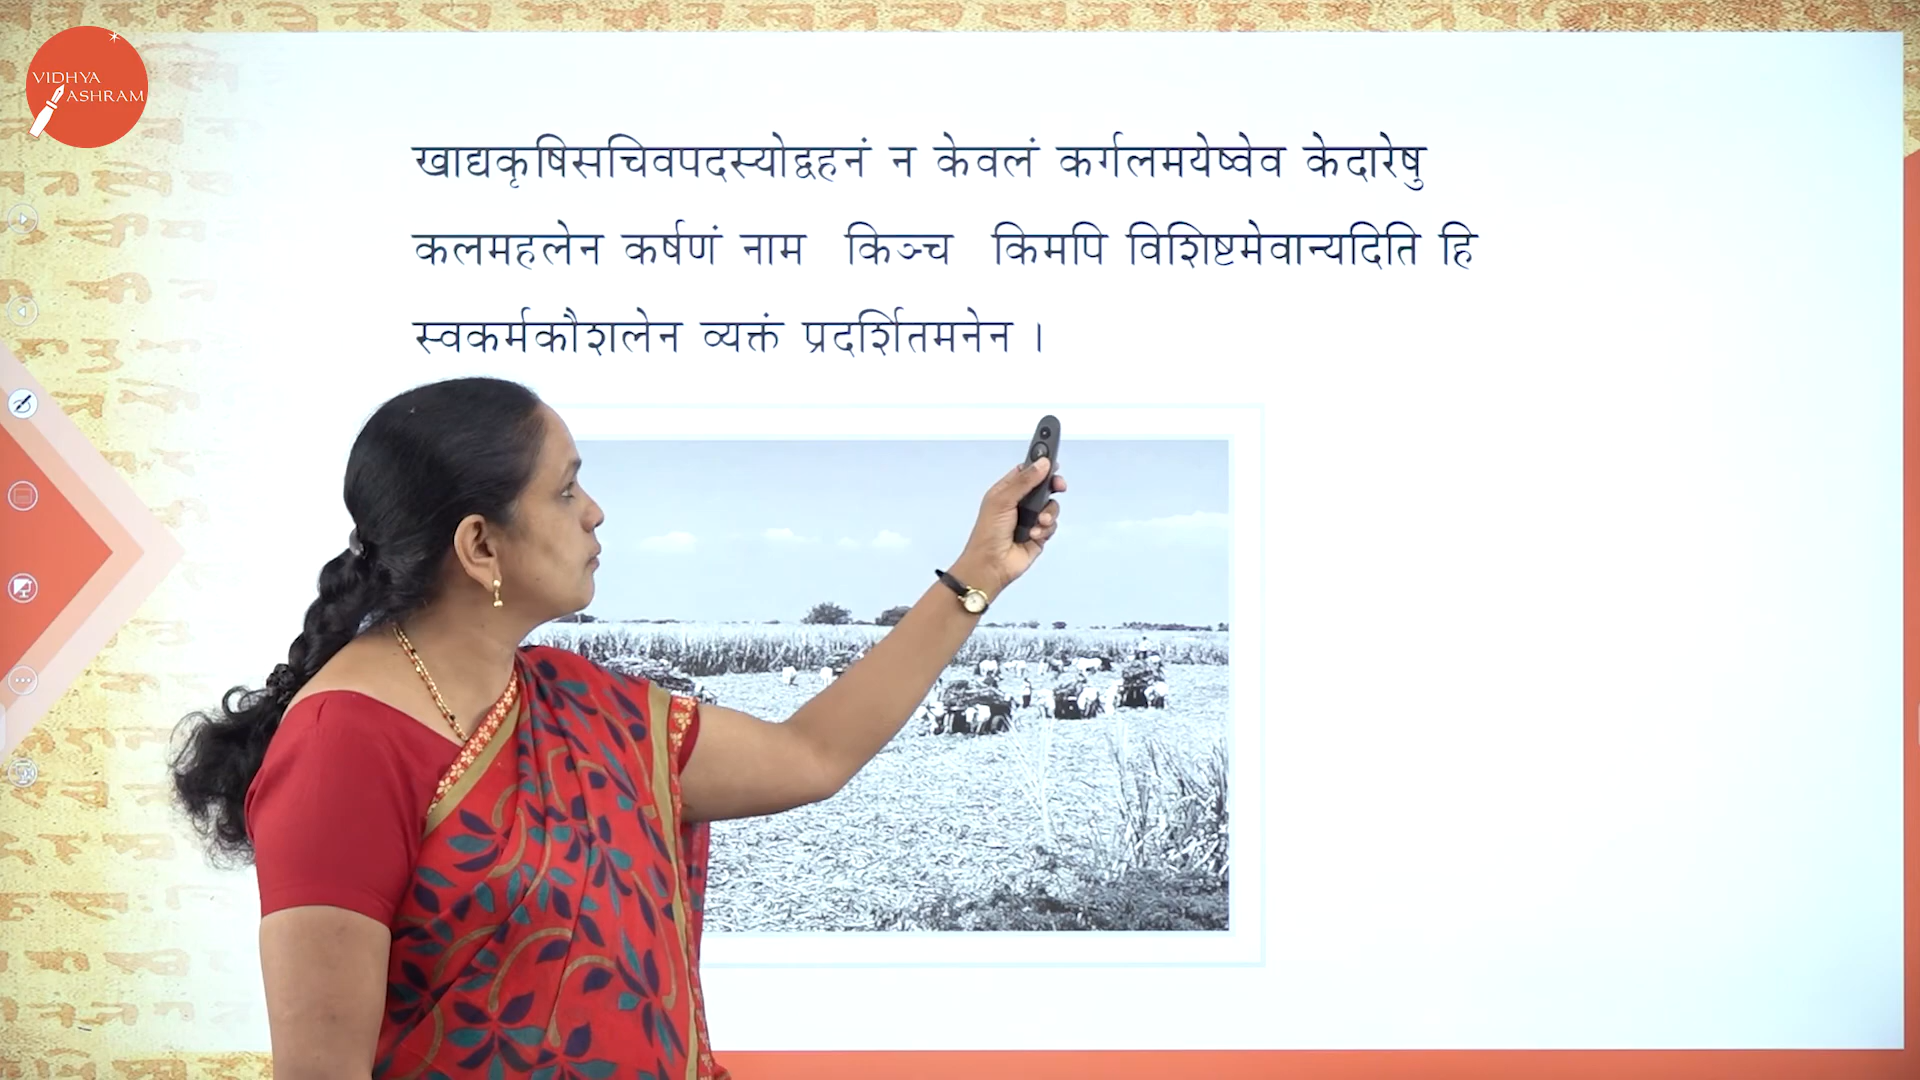 VIDHYA
ASHRAM
खाद्यकृषिसचिवपदस्योद्वहनं न केवलं कर्गलमयेष्वेव केदारेषु
कलमहलेन कर्षणं नाम किञ्च किमपि विशिष्टमेवान्यदिति हि
स्वकर्मकौशलेन व्यक्तं प्रदर्शितमनेन ।